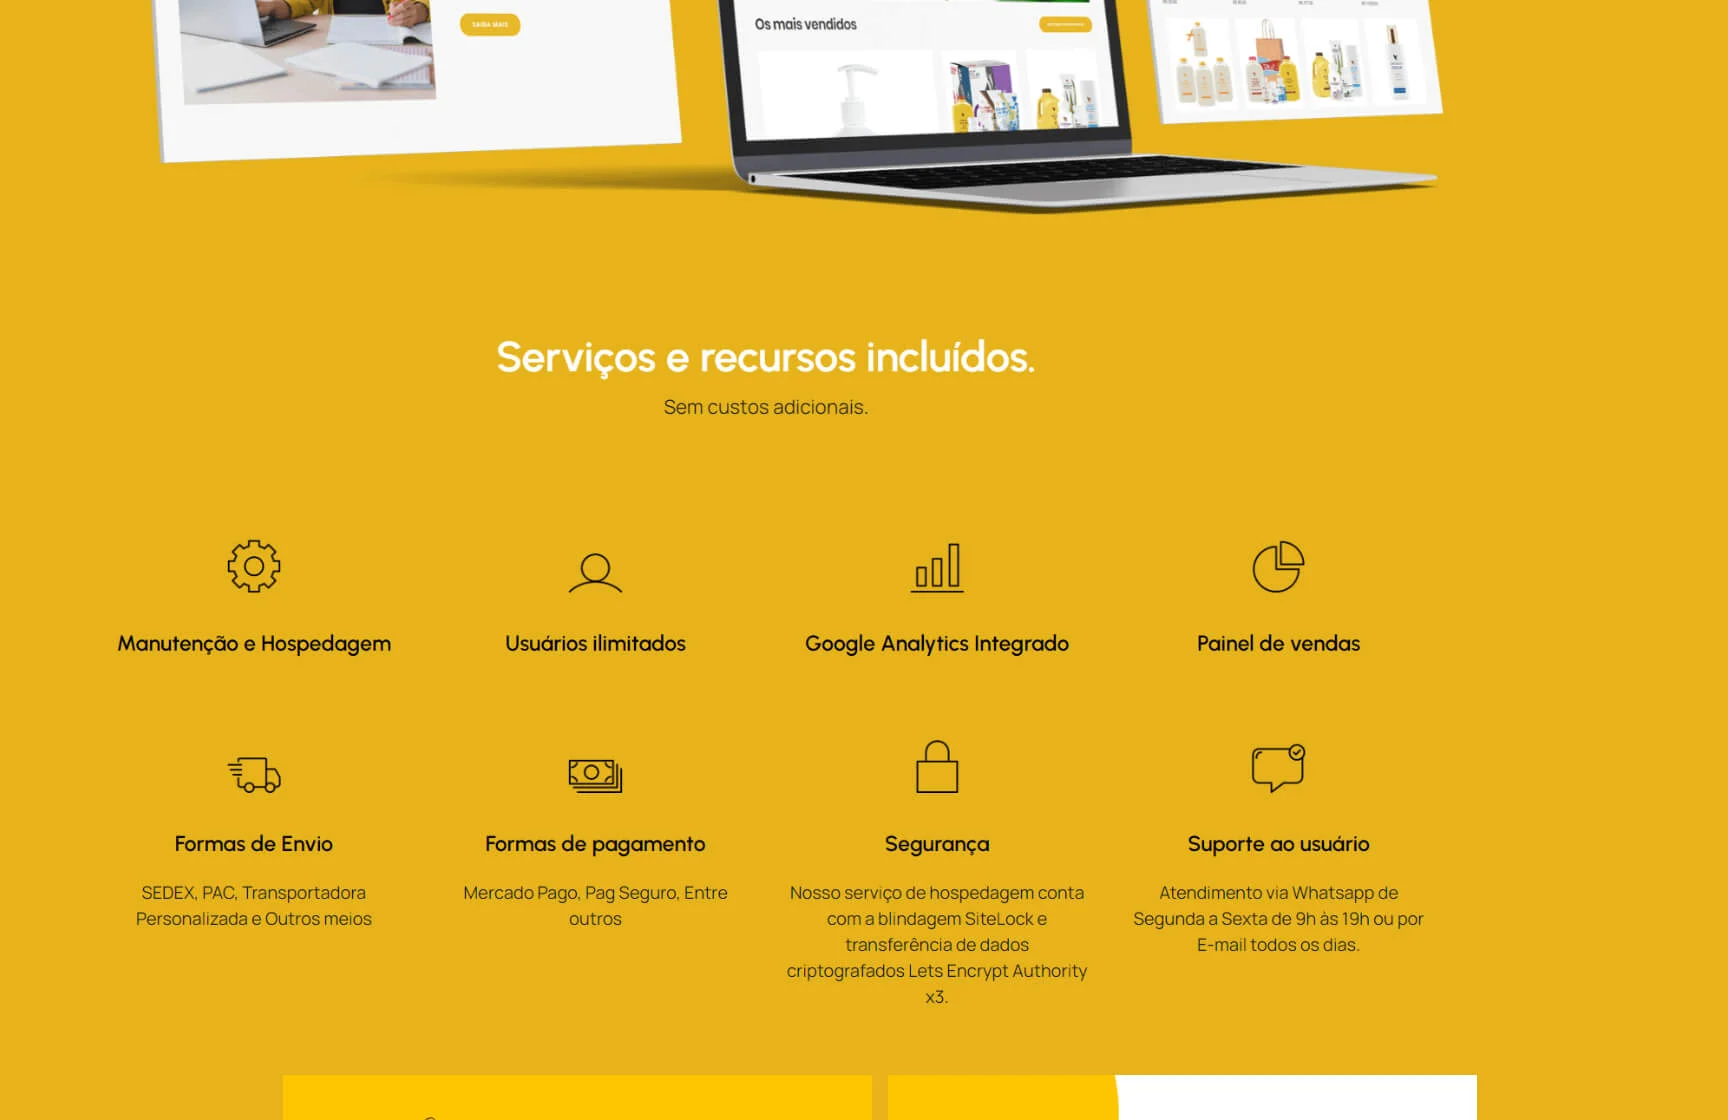 SAIBA MAIS
Os mais vendidos
Serviços e recursos incluídos.
Sem custos adicionais.
Manutenção e Hospedagem
Usuários ilimitados
Google Analytics Integrado
Painel de vendas
Formas de Envio
SEDEX, PAC, Transportadora
Personalizada e Outros meios
Formas de pagamento
Mercado Pago, Pag Seguro, Entre
outros
Segurança
Nosso serviço de hospedagem conta
com a blindagem SiteLock e
transferência de dados
criptografados Lets Encrypt Authority
x3.
Suporte ao usuário
Atendimento via Whatsapp de
Segunda a Sexta de 9h às 19h ou por
E-mail todos os dias.